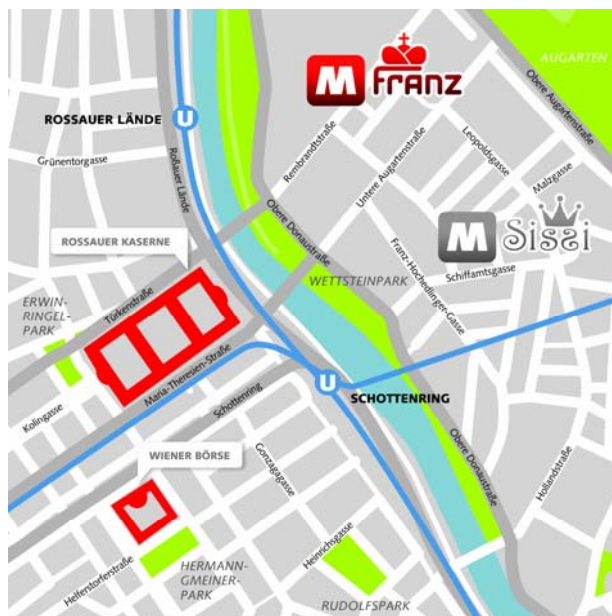 AUGARTEN
M FRANZ
Obere Augartenstraße
ROSSAUER LÄNDE
U
Grünentorgasse
Roßauer Lände
Rembrandtstraße
Untere Augartenstraße
Leopoldsgasse
Malzgasse
Obere Donaustraße
M Sissi
ROSSAUER KASERNE
WETTSTEINPARK
Franz-Hochedlinger-Gasse
Schiffamtsgasse
ERWIN-
RINGEL-
PARK
Türkenstraße
Maria-Theresien-Straße
Kolingasse
U
SCHOTTENRING
Schottenring
WIENER BÖRSE
Gonzagagasse
Obere Donaustraße
Hollandstraße
Heinrichsgasse
Helferstorferstraße
HERMANN-
GMEINER-
PARK
RUDOLFSPARK